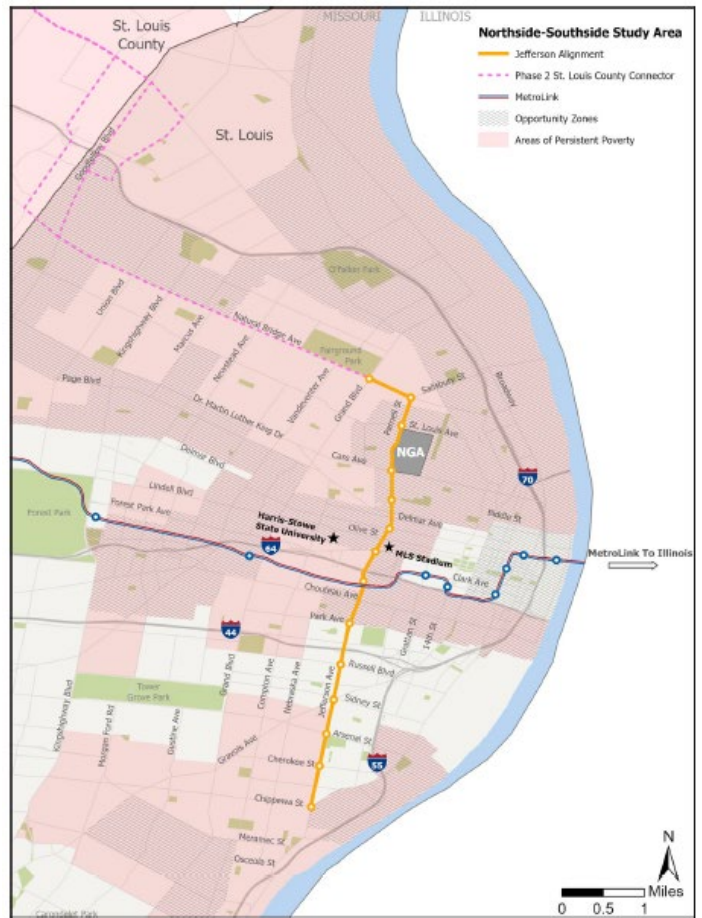 MISSOURI
ILLINOIS
St. Louis
County
Northside-Southside Study Area
Jefferson Alignment
Phase 2 St. Louis County Connector
MetroLink
Opportunity Zones
Areas of Persistent Poverty
St. Louis
Goodfellow Blvd
O'Fallon Park
Union Blvd
Kingshighway Blvd
Marcus Ave
Newstead Ave
Natural Bridge Ave
Fairground
Park
Vandeventer Ave
Grand Blvd
Salisbury St
Broadway
Page Blvd
Dr. Martin Luther King Dr
Parnell St
St. Louis Ave
NGA
Cass Ave
Delmar Blvd
70
Lindell Blvd
Forest Park
Forest Park Ave
Harris-Stowe
State University
Olive St
Delmar Ave
Biddle St
64
MLS Stadium
MetroLink To Illinois
Clark Ave
Chouteau Ave
Park Ave
44
Gratton St
14th St
Grand Blvd
Compton Ave
Nebraska Ave
Jefferson Ave
Russell Blvd
Kingshighway Blvd
Morgan Ford Rd
Tower
Grove Park
Gustine Ave
Sidney St
Gravois Ave
Arsenal St
Cherokee St
55
Chippewa St
Meramec St
Osceola St
Carondelet Park
N
Miles
0 0.5 1